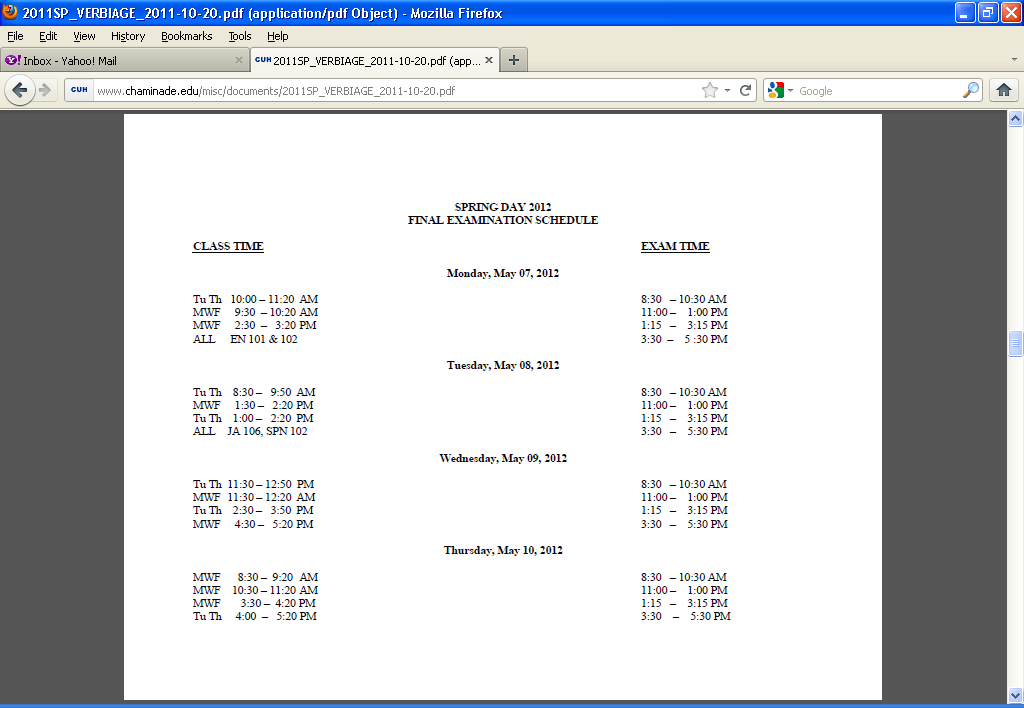 2011SP_VERBIAGE_2011-10-20.pdf (application/pdf Object) - Mozilla Firefox
File Edit View History Bookmarks Tools Help
Y! Inbox - Yahoo! Mail CUH 2011SP_VERBIAGE_2011-10-20.pdf (app...
CUH www.chaminade.edu/misc/documents/2011SP_VERBIAGE_2011-10-20.pdf Google
SPRING DAY 2012
FINAL EXAMINATION SCHEDULE
CLASS TIME EXAM TIME
Monday, May 07, 2012
Tu Th 10:00 – 11:20 AM 8:30 – 10:30 AM
MWF 9:30 – 10:20 AM 11:00 – 1:00 PM
MWF 2:30 – 3:20 PM 1:15 – 3:15 PM
ALL EN 101 & 102 3:30 – 5 :30 PM
Tuesday, May 08, 2012
Tu Th 8:30 – 9:50 AM 8:30 – 10:30 AM
MWF 1:30 – 2:20 PM 11:00 – 1:00 PM
Tu Th 1:00 – 2:20 PM 1:15 – 3:15 PM
ALL JA 106, SPN 102 3:30 – 5:30 PM
Wednesday, May 09, 2012
Tu Th 11:30 – 12:50 PM 8:30 – 10:30 AM
MWF 11:30 – 12:20 AM 11:00 – 1:00 PM
Tu Th 2:30 – 3:50 PM 1:15 – 3:15 PM
MWF 4:30 – 5:20 PM 3:30 – 5:30 PM
Thursday, May 10, 2012
MWF 8:30 – 9:20 AM 8:30 – 10:30 AM
MWF 10:30 – 11:20 AM 11:00 – 1:00 PM
MWF 3:30 – 4:20 PM 1:15 – 3:15 PM
Tu Th 4:00 – 5:20 PM 3:30 – 5:30 PM